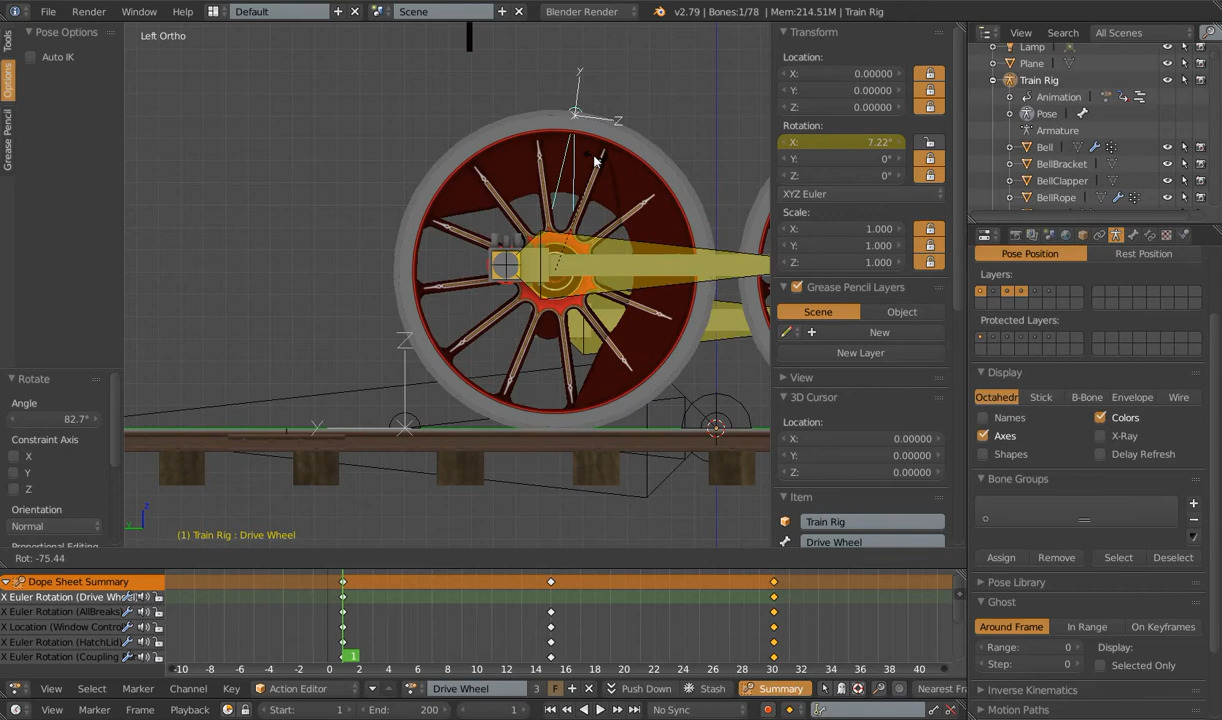 File Render Window Help Default Scene Blender Render v2.79 | Bones:1/78 | Mem:214.51M | Train Rig
Tools
Options
Grease Pencil
Pose Options
Auto IK
Rotate
Angle
82.7°
Constraint Axis
X
Y
Z
Orientation
Normal
Left Ortho
Y
Z
Z
Y
z
y
(1) Train Rig : Drive Wheel
Transform
Location:
X: 0.00000
Y: 0.00000
Z: 0.00000
Rotation:
X: 7.22°
Y: 0°
Z: 0°
XYZ Euler
Scale:
X: 1.000
Y: 1.000
Z: 1.000
Grease Pencil Layers
Scene Object
New
New Layer
View
3D Cursor
Location:
X: 0.00000
Y: 0.00000
Z: 0.00000
Item
Train Rig
Drive Wheel
View Search All Scenes
Lamp
Plane
Train Rig
Animation
Pose
Armature
Bell
BellBracket
BellClapper
BellRope
Pose Position Rest Position
Layers:
Protected Layers:
Display
Octahedr Stick B-Bone Envelope Wire
Names Colors
Axes X-Ray
Shapes Delay Refresh
Bone Groups
Assign Remove Select Deselect
Pose Library
Ghost
Around Frame In Range On Keyframes
Range: 0 Display:
Step: 0 Selected Only
Inverse Kinematics
Motion Paths
Rot: -75.44
Dope Sheet Summary
X Euler Rotation (Drive Wheel)
X Euler Rotation (AllBreaks)
X Location (Window Control
X Euler Rotation (HatchLid)
X Euler Rotation (Coupling
1
-10 -8 -6 -4 -2 0 2 4 6 8 10 12 14 16 18 20 22 24 26 28 30 32 34 36 38 40
View Select Marker Channel Key Action Editor Drive Wheel 3 F Push Down Stash Summary Nearest Fra
View Marker Frame Playback Start: 1 End: 200 1 No Sync